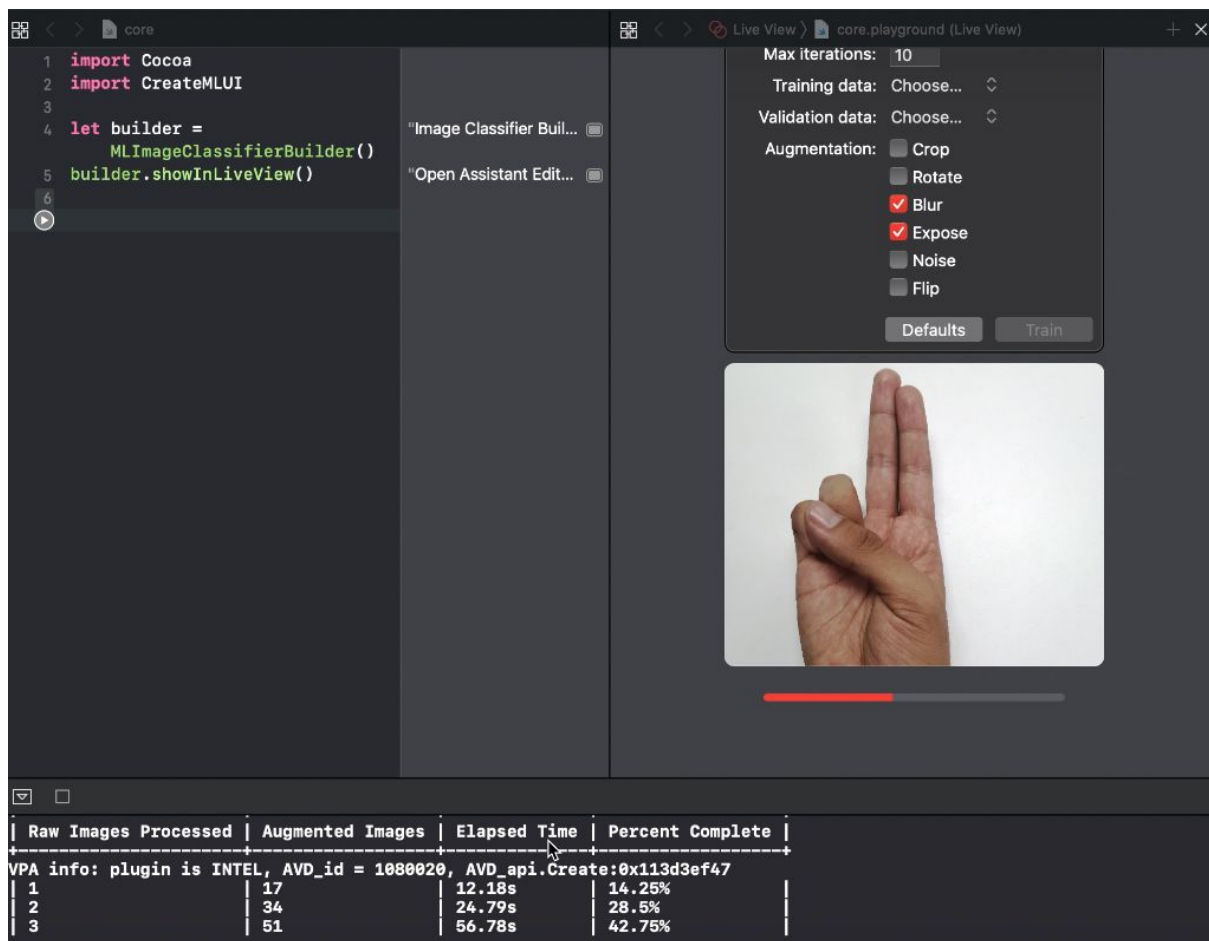 core
1 import Cocoa
2 import CreateMLUI
3
4 let builder =
MLImageClassifierBuilder()
5 builder.showInLiveView()
6
"Image Classifier Buil...
"Open Assistant Edit...
Live View 〉 core.playground (Live View)
Max iterations: 10
Training data: Choose...
Validation data: Choose...
Augmentation: Crop
Rotate
Blur
Expose
Noise
Flip
Defaults Train
| Raw Images Processed | Augmented Images | Elapsed Time | Percent Complete |
VPA info: plugin is INTEL, AVD_id = 1080020, AVD_api.Create:0x113d3ef47
| 1 | 17 | 12.18s | 14.25% |
| 2 | 34 | 24.79s | 28.5% |
| 3 | 51 | 56.78s | 42.75% |